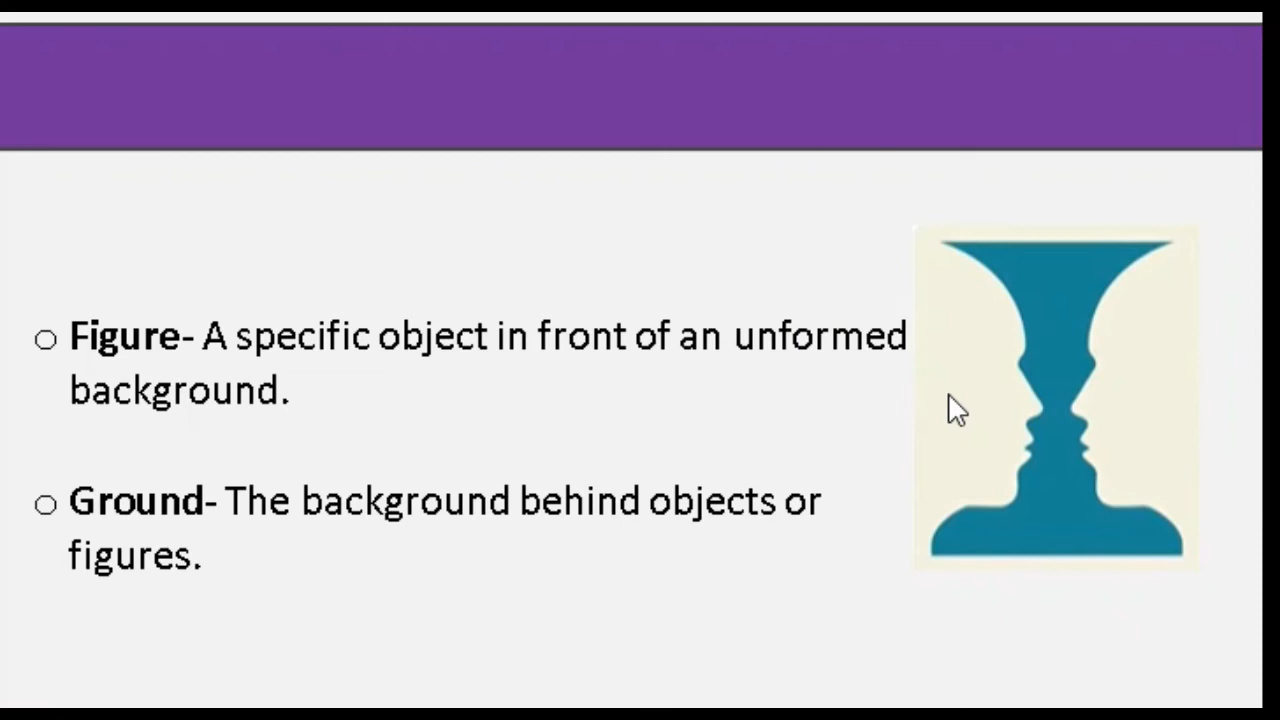 Figure- A specific object in front of an unformed
background.
Ground- The background behind objects or
figures.